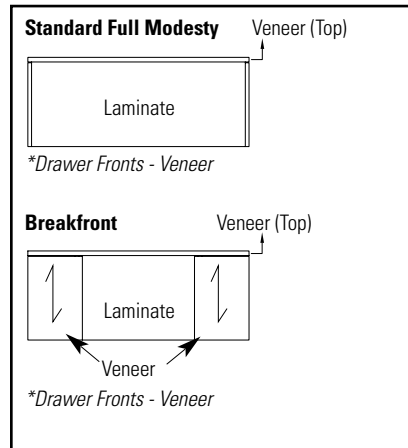 Standard Full Modesty Veneer (Top)
Laminate
*Drawer Fronts - Veneer
Breakfront Veneer (Top)
Laminate
Veneer
*Drawer Fronts - Veneer